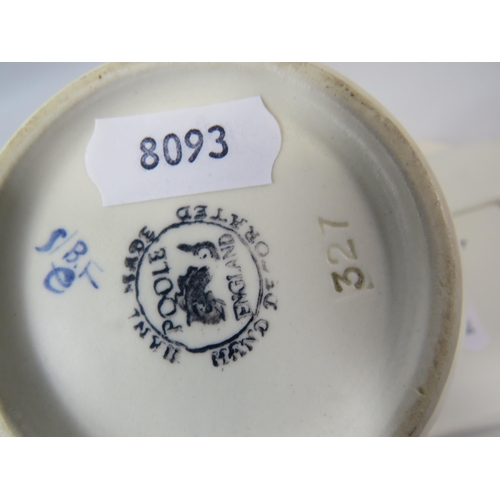 8093
S/B.F
HAND DECORATED
HAND MADE
POOLE
ENGLAND
327